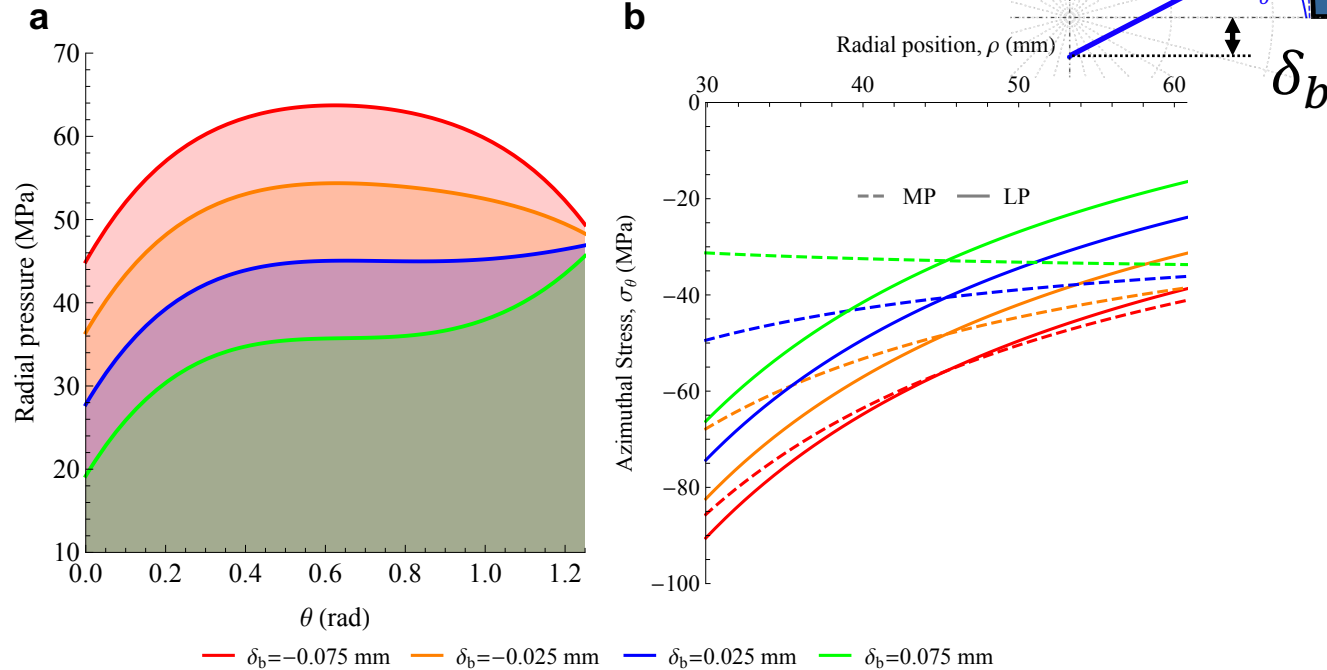 a
b
Radial pressure (MPa)
70
60
50
40
30
20
10
0.0 0.2 0.4 0.6 0.8 1.0 1.2
θ (rad)
Radial position, ρ (mm)
δb
30 40 50 60
Azimuthal Stress, σθ (MPa)
0
−20
−40
−60
−80
−100
MP LP
δb=−0.075 mm δb=−0.025 mm δb=0.025 mm δb=0.075 mm